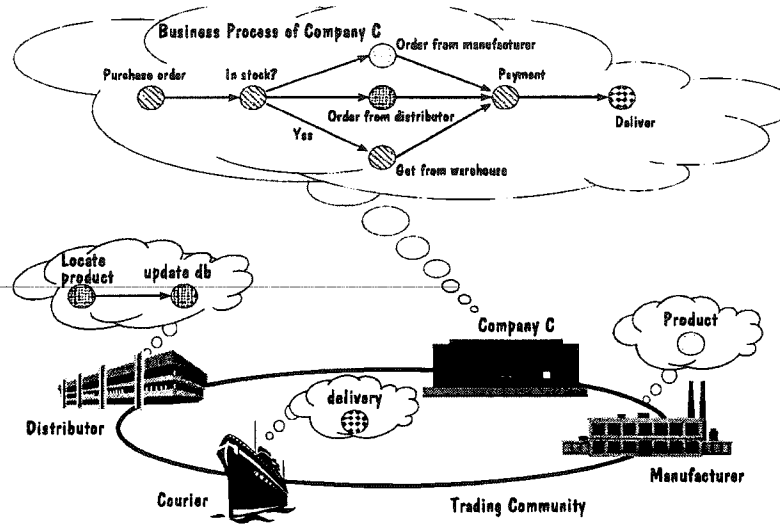 Business Process of Company C
Order from manufacturer
Purchase order
In stock?
Payment
Order from distributor
Deliver
Yes
Get from warehouse
Locate
product
update db
Company C
Product
delivery
Distributor
Manufacturer
Courier
Trading Community